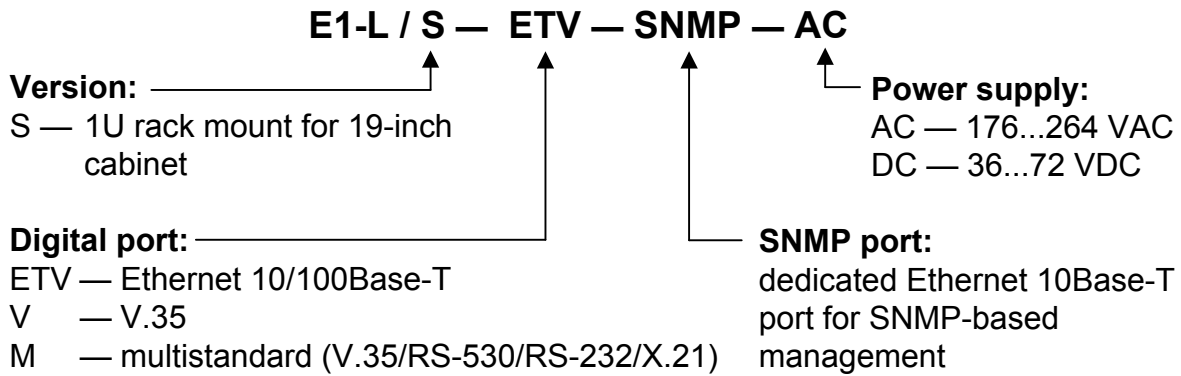 E1-L / S — ETV — SNMP — AC
Version:
S — 1U rack mount for 19-inch
cabinet
Power supply:
AC — 176...264 VAC
DC — 36...72 VDC
Digital port:
ETV — Ethernet 10/100Base-T
V — V.35
M — multistandard (V.35/RS-530/RS-232/X.21)
SNMP port:
dedicated Ethernet 10Base-T
port for SNMP-based
management